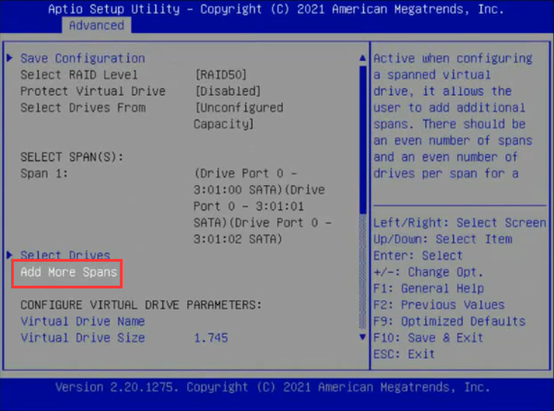 Aptio Setup Utility - Copyright (C) 2021 American Megatrends, Inc.
Advanced
Save Configuration
Select RAID Level [RAID50]
Protect Virtual Drive [Disabled]
Select Drives From [Unconfigured
Capacity]
SELECT SPAN(S):
Span 1: (Drive Port 0 -
3:01:00 SATA)(Drive
Port 0 - 3:01:01
SATA)(Drive Port 0 -
3:01:02 SATA)
Select Drives
Add More Spans
CONFIGURE VIRTUAL DRIVE PARAMETERS:
Virtual Drive Name
Virtual Drive Size 1.745
Active when configuring
a spanned virtual
drive, it allows the
user to add additional
spans. There should be
an even number of spans
and an even number of
drives per span for a
Left/Right: Select Screen
Up/Down: Select Item
Enter: Select
+/-: Change Opt.
F1: General Help
F2: Previous Values
F9: Optimized Defaults
F10: Save & Exit
ESC: Exit
Version 2.20.1275. Copyright (C) 2021 American Megatrends, Inc.